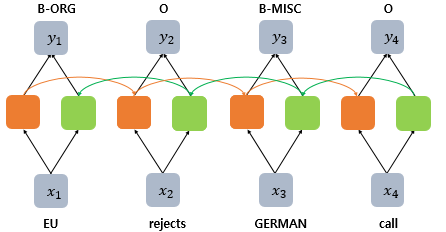 B-ORG O B-MISC O
y1 y2 y3 y4
x1 x2 x3 x4
EU rejects GERMAN call